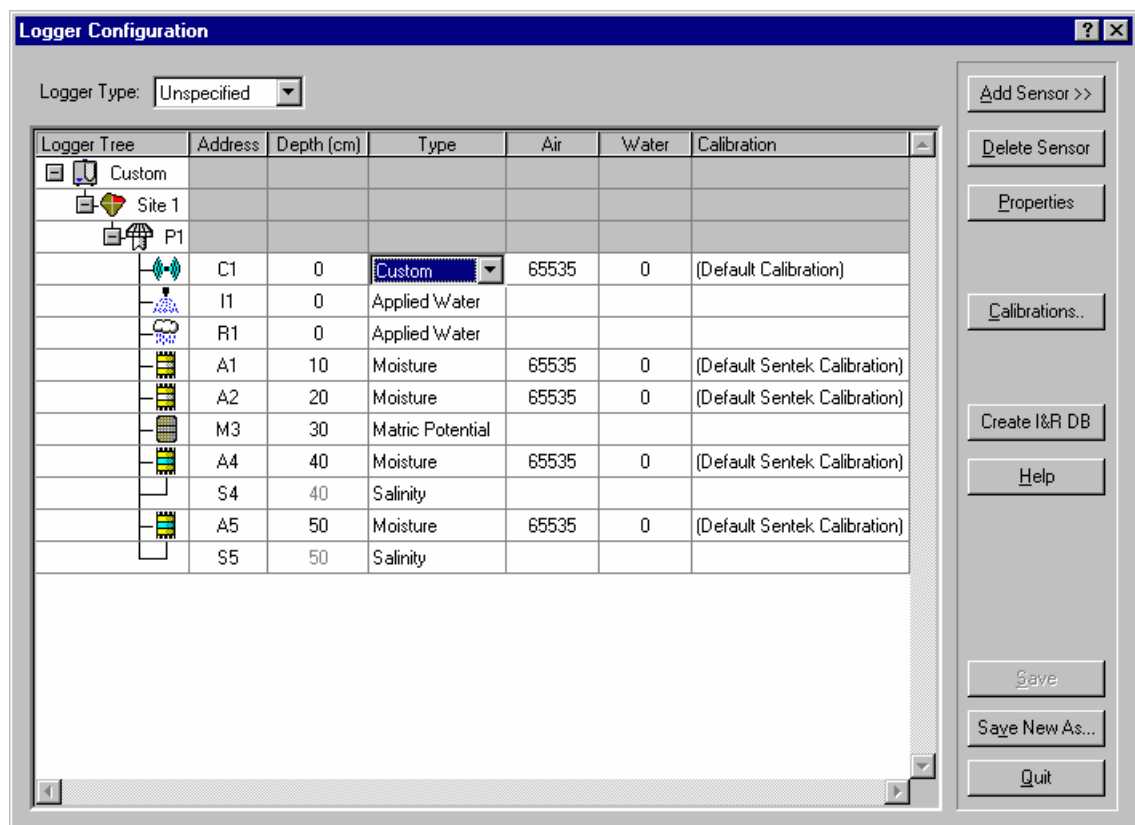 Logger Configuration
Logger Type: Unspecified
Logger Tree Address Depth (cm) Type Air Water Calibration
Custom
Site 1
P1
C1 0 Custom 65535 0 (Default Calibration)
I1 0 Applied Water
R1 0 Applied Water
A1 10 Moisture 65535 0 (Default Sentek Calibration)
A2 20 Moisture 65535 0 (Default Sentek Calibration)
M3 30 Matric Potential
A4 40 Moisture 65535 0 (Default Sentek Calibration)
S4 40 Salinity
A5 50 Moisture 65535 0 (Default Sentek Calibration)
S5 50 Salinity
Add Sensor >>
Delete Sensor
Properties
Calibrations..
Create I&R DB
Help
Save
Save New As...
Quit